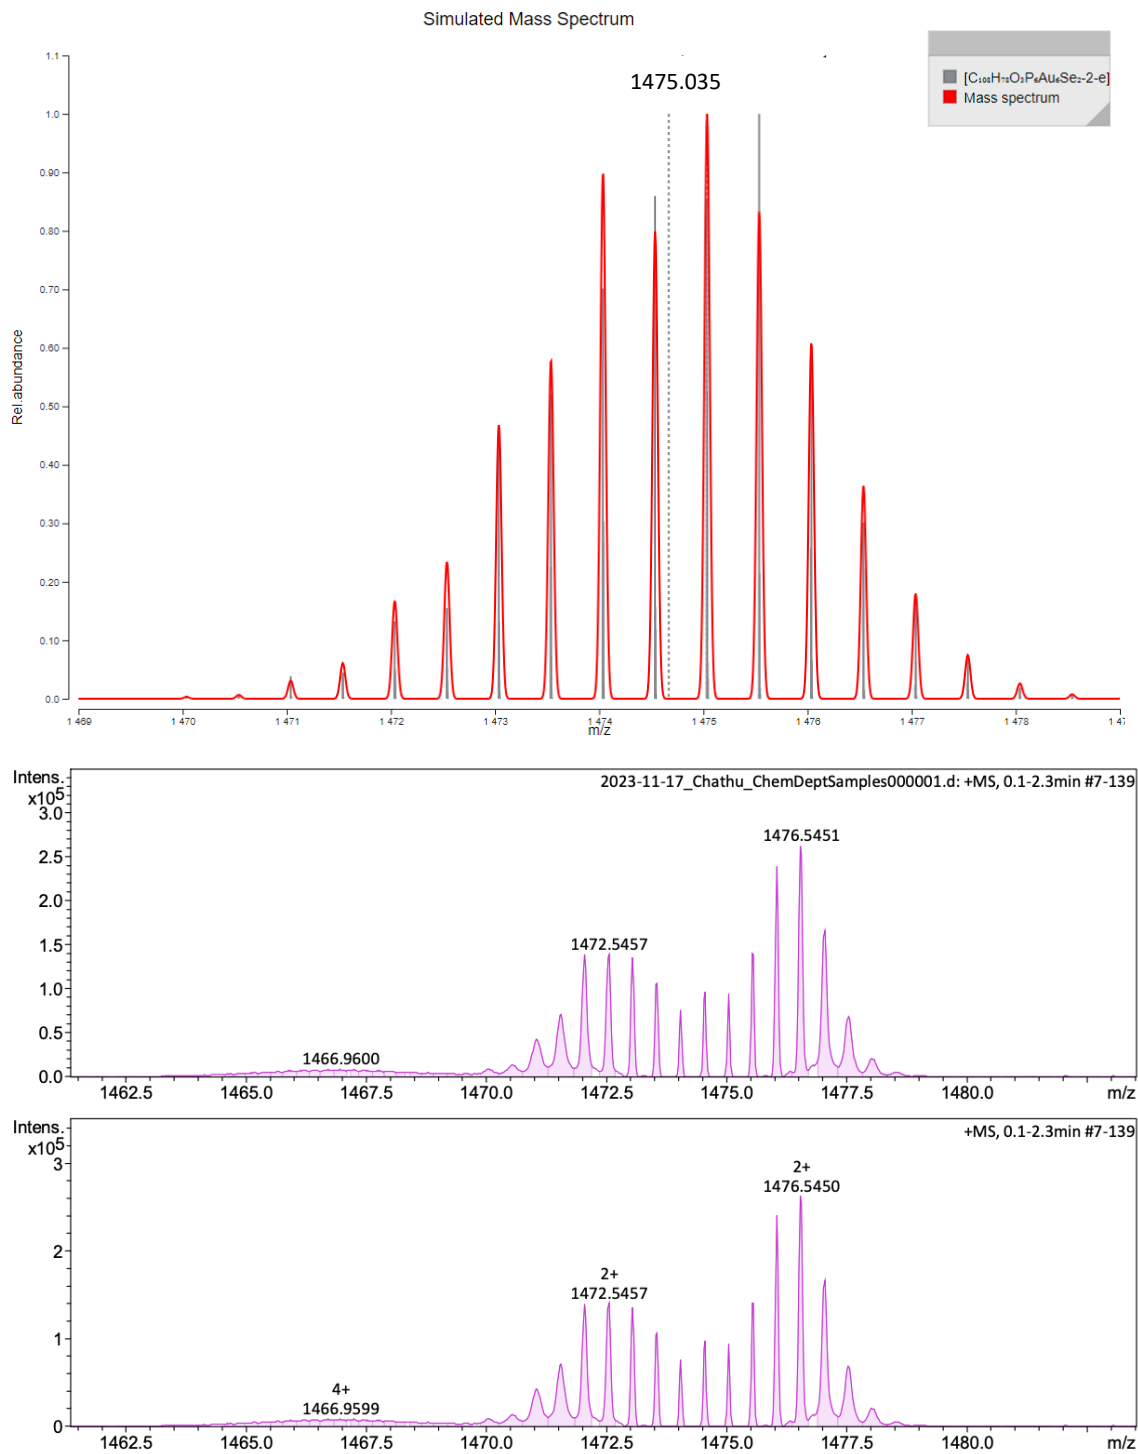 Simulated Mass Spectrum
1475.035
[C₁₀₈H₇₈O₃P₆Au₆Se₂-2-e]
Mass spectrum
Rel.abundance
1.1
1.0
0.90
0.80
0.70
0.60
0.50
0.40
0.30
0.20
0.10
0.0
1 469 1 470 1 471 1 472 1 473 1 474 1 475 1 476 1 477 1 478
m/z
Intens.
x10⁵
2023-11-17_Chathu_ChemDeptSamples000001.d: +MS, 0.1-2.3min #7-139
3.0
2.5
2.0
1.5
1.0
0.5
0.0
1476.5451
1472.5457
1466.9600
1462.5 1465.0 1467.5 1470.0 1472.5 1475.0 1477.5 1480.0 m/z
Intens.
x10⁵
+MS, 0.1-2.3min #7-139
3
2
1
0
2+
1476.5450
2+
1472.5457
4+
1466.9599
1462.5 1465.0 1467.5 1470.0 1472.5 1475.0 1477.5 1480.0 m/z